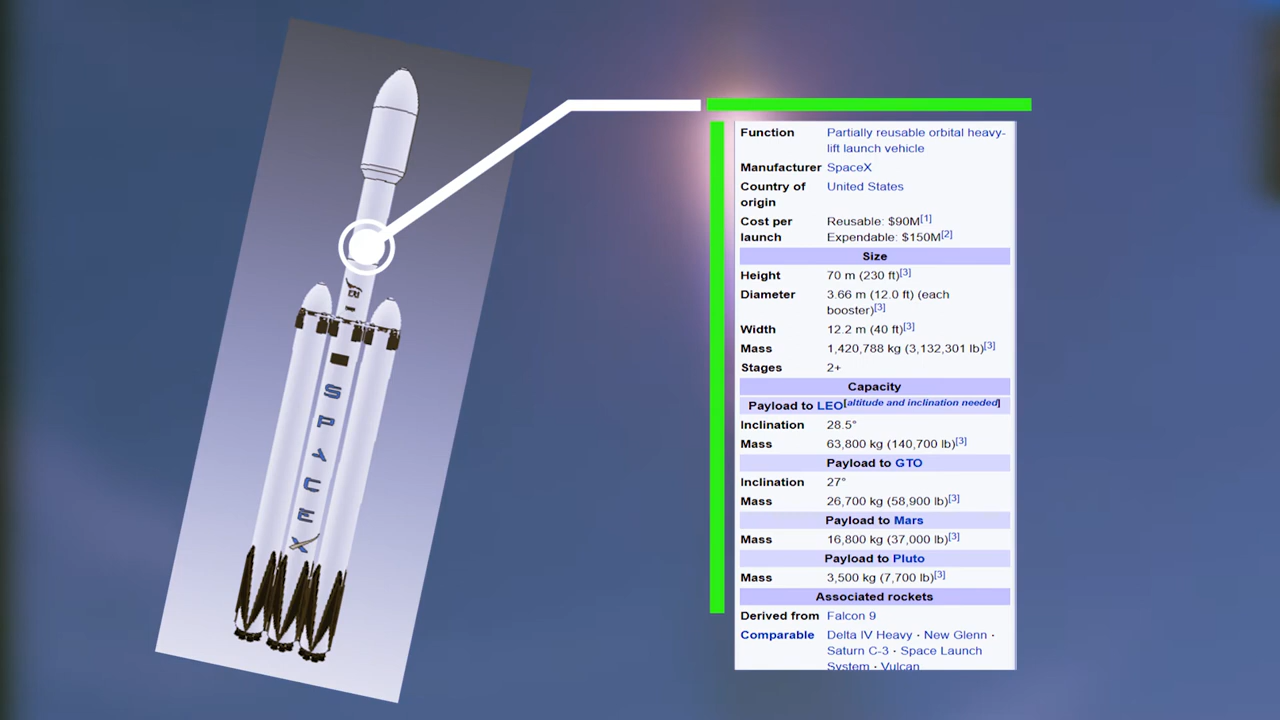 SPACEX
Function Partially reusable orbital heavy-
lift launch vehicle
Manufacturer SpaceX
Country of United States
origin
Cost per Reusable: $90M[1]
launch Expendable: $150M[2]
Size
Height 70 m (230 ft)[3]
Diameter 3.66 m (12.0 ft) (each
booster)[3]
Width 12.2 m (40 ft)[3]
Mass 1,420,788 kg (3,132,301 lb)[3]
Stages 2+
Capacity
Payload to LEO[altitude and inclination needed]
Inclination 28.5°
Mass 63,800 kg (140,700 lb)[3]
Payload to GTO
Inclination 27°
Mass 26,700 kg (58,900 lb)[3]
Payload to Mars
Mass 16,800 kg (37,000 lb)[3]
Payload to Pluto
Mass 3,500 kg (7,700 lb)[3]
Associated rockets
Derived from Falcon 9
Comparable Delta IV Heavy · New Glenn ·
Saturn C-3 · Space Launch
System · Vulcan